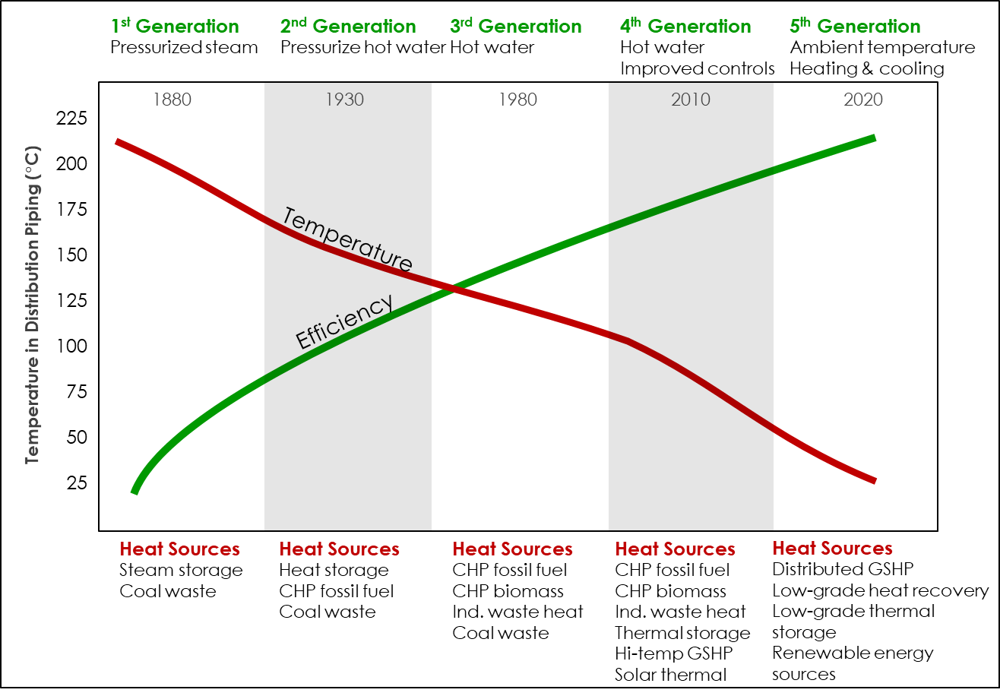 1st Generation
Pressurized steam
2nd Generation
Pressurize hot water
3rd Generation
Hot water
4th Generation
Hot water
Improved controls
5th Generation
Ambient temperature
Heating & cooling
1880
1930
1980
2010
2020
Temperature in Distribution Piping (°C)
225
200
175
150
125
100
75
50
25
Temperature
Efficiency
Heat Sources
Steam storage
Coal waste
Heat Sources
Heat storage
CHP fossil fuel
Coal waste
Heat Sources
CHP fossil fuel
CHP biomass
Ind. waste heat
Coal waste
Heat Sources
CHP fossil fuel
CHP biomass
Ind. waste heat
Thermal storage
Hi-temp GSHP
Solar thermal
Heat Sources
Distributed GSHP
Low-grade heat recovery
Low-grade thermal
storage
Renewable energy
sources